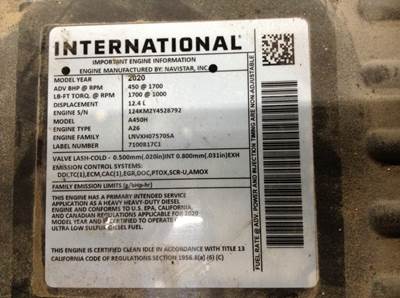 INTERNATIONAL®
IMPORTANT ENGINE INFORMATION
ENGINE MANUFACTURED BY: NAVISTAR, INC.
MODEL YEAR 2020
ADV BHP @ RPM 450 @ 1700
LB-FT TORQ. @ RPM 1700 @ 1000
DISPLACEMENT 12.4 L
ENGINE S/N 124KM2Y4528792
MODEL A450H
ENGINE TYPE A26
ENGINE FAMILY LNVXH07570SA
LABEL NUMBER 7100817C1
VALVE LASH-COLD - 0.500mm(.020in)INT 0.800mm(.031in)EXH
EMISSION CONTROL SYSTEMS:
DDI,TC(1),ECM,CAC(1),EGR,DOC,PTOX,SCR-U,AMOX
FAMILY EMISSION LIMITS (g/bhp-hr)
THIS ENGINE HAS A PRIMARY INTENDED SERVICE
APPLICATION AS A HEAVY HEAVY-DUTY DIESEL
ENGINE AND CONFORMS TO U.S. EPA, CALIFORNIA,
AND CANADIAN REGULATIONS APPLICABLE FOR 2020
MODEL YEAR AND IS CERTIFIED TO OPERATE ON
ULTRA LOW SULFUR DIESEL FUEL.
THIS ENGINE IS CERTIFIED CLEAN IDLE IN ACCORDANCE WITH TITLE 13
CALIFORNIA CODE OF REGULATIONS SECTION 1956.8(a) (6) (C)
FUEL RATE @ ADV. POWER AND INJECTION TIMING ARE NON-ADJUSTABLE